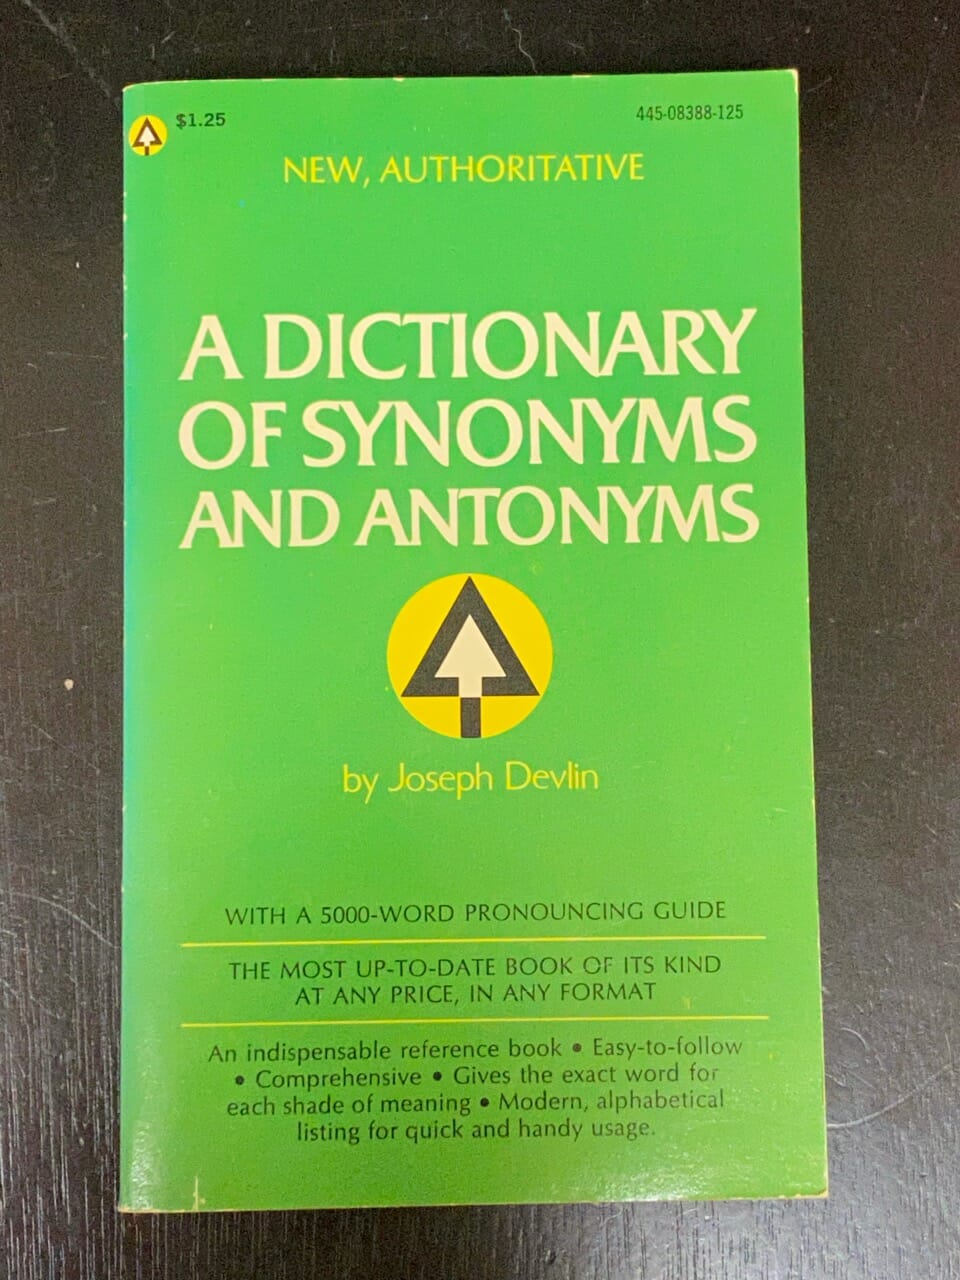 $1.25
445-08388-125
NEW, AUTHORITATIVE
A DICTIONARY
OF SYNONYMS
AND ANTONYMS
by Joseph Devlin
WITH A 5000-WORD PRONOUNCING GUIDE
THE MOST UP-TO-DATE BOOK OF ITS KIND
AT ANY PRICE, IN ANY FORMAT
An indispensable reference book • Easy-to-follow
• Comprehensive • Gives the exact word for
each shade of meaning • Modern, alphabetical
listing for quick and handy usage.